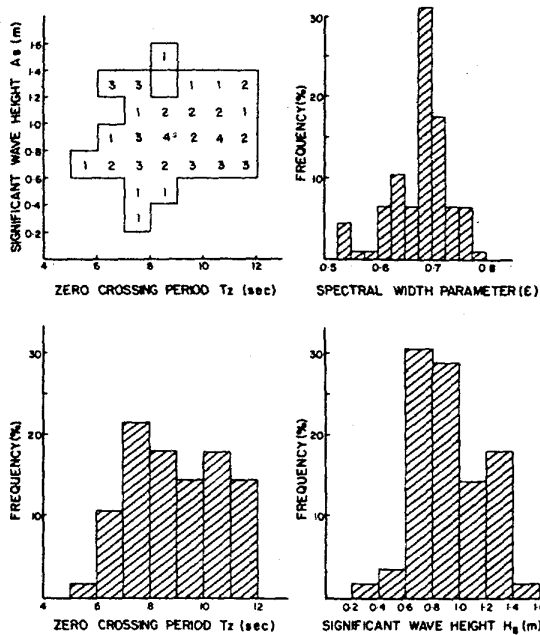 SIGNIFICANT WAVE HEIGHT As (m)
1·6
1·4
1·2
1·0
0·8
0·6
0·4
0·2
1
3 3 1 1 2
1 2 2 2 1
1 3 4 2 4 2
1 2 3 2 3 3 3
1 1
1
4 6 8 10 12
ZERO CROSSING PERIOD Tz (sec)
FREQUENCY(%)
30
20
10
0·5 0·6 0·7 0·8
SPECTRAL WIDTH PARAMETER(ε)
FREQUENCY(%)
30
20
10
4 6 8 10 12
ZERO CROSSING PERIOD Tz (sec)
FREQUENCY(%)
30
20
10
0·2 0·4 0·6 0·8 1·0 1·2 1·4 1·6
SIGNIFICANT WAVE HEIGHT Hs (m)